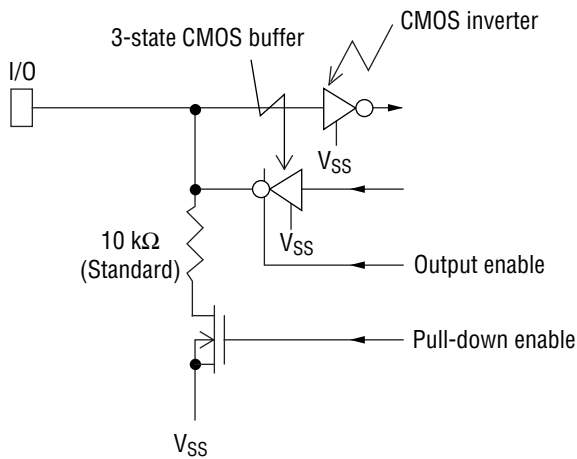 CMOS inverter
3-state CMOS buffer
I/O
VSS
VSS
10 kΩ
(Standard)
Output enable
Pull-down enable
VSS